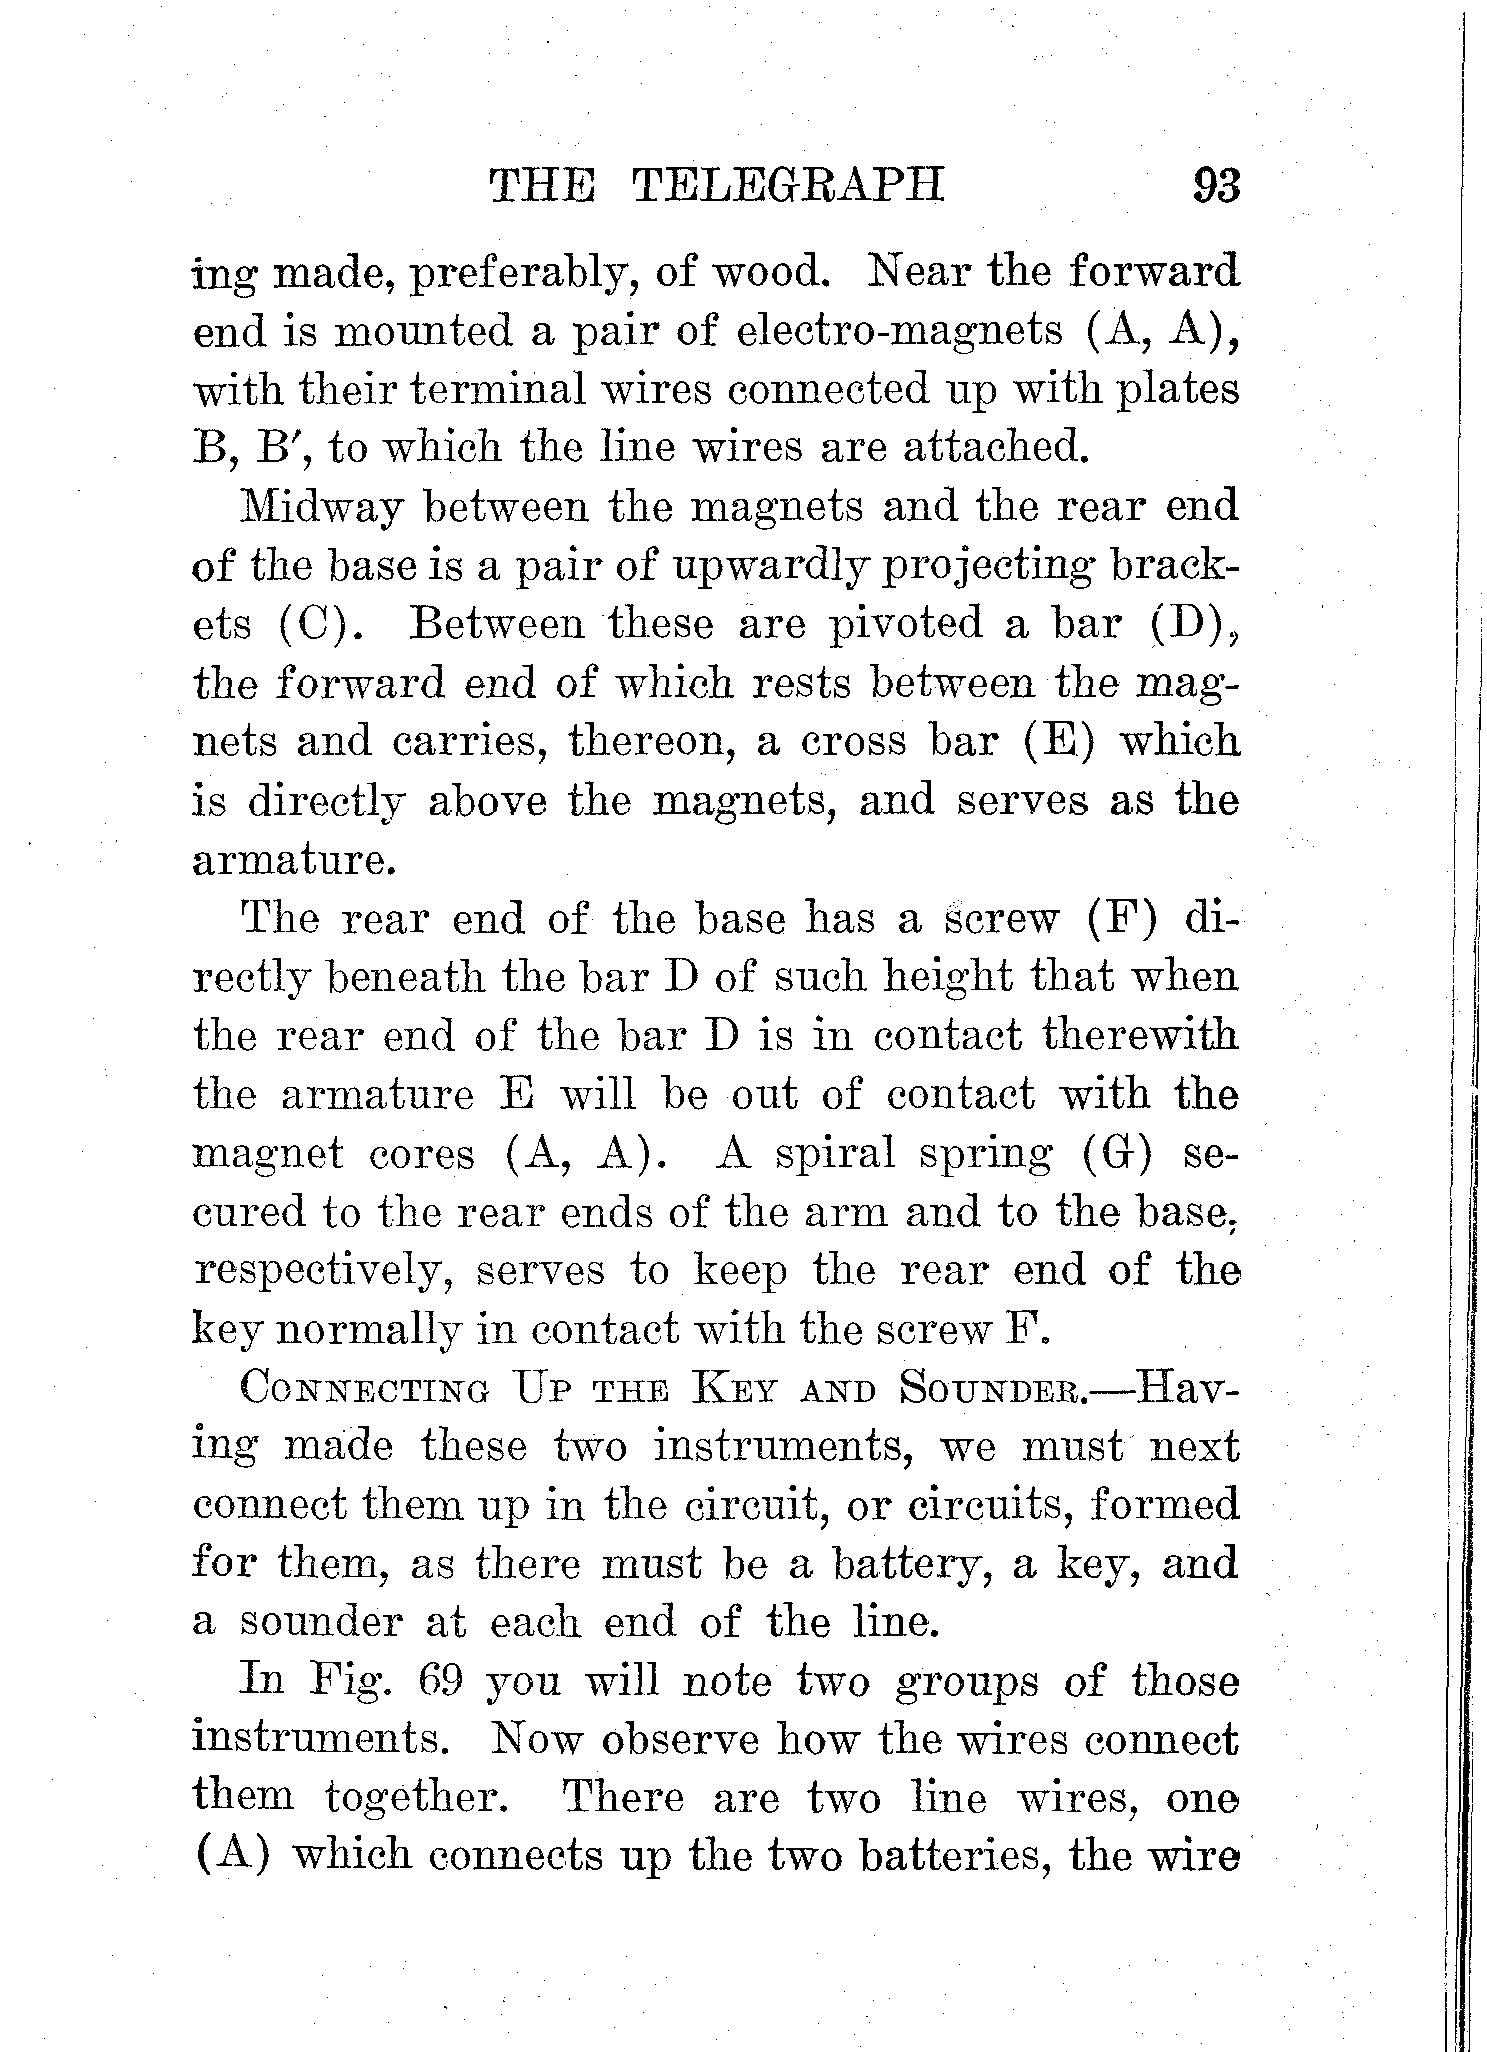 THE TELEGRAPH 93
ing made, preferably, of wood. Near the forward
end is mounted a pair of electro-magnets (A, A),
with their terminal wires connected up with plates
B, B′, to which the line wires are attached.
Midway between the magnets and the rear end
of the base is a pair of upwardly projecting brack-
ets (C). Between these are pivoted a bar (D),
the forward end of which rests between the mag-
nets and carries, thereon, a cross bar (E) which
is directly above the magnets, and serves as the
armature.
The rear end of the base has a screw (F) di-
rectly beneath the bar D of such height that when
the rear end of the bar D is in contact therewith
the armature E will be out of contact with the
magnet cores (A, A). A spiral spring (G) se-
cured to the rear ends of the arm and to the base,
respectively, serves to keep the rear end of the
key normally in contact with the screw F.
CONNECTING UP THE KEY AND SOUNDER.—Hav-
ing made these two instruments, we must next
connect them up in the circuit, or circuits, formed
for them, as there must be a battery, a key, and
a sounder at each end of the line.
In Fig. 69 you will note two groups of those
instruments. Now observe how the wires connect
them together. There are two line wires, one
(A) which connects up the two batteries, the wire